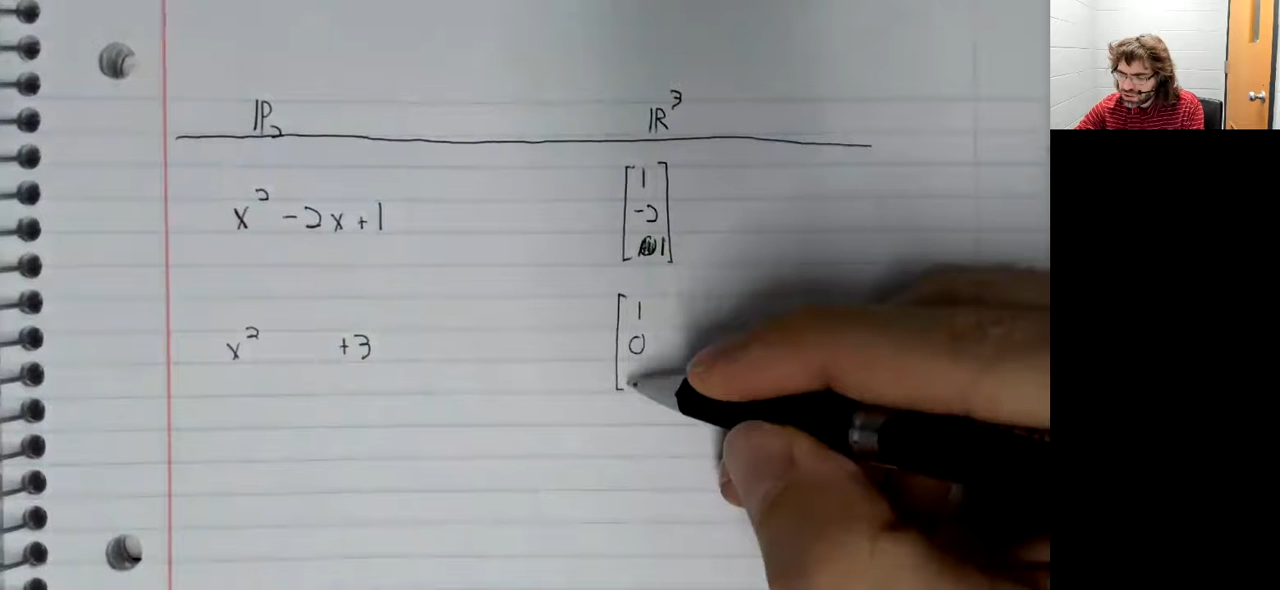 ℙ₂ ℝ³
x² -2x+1 [1 -2 1]
x² +3 [1 0